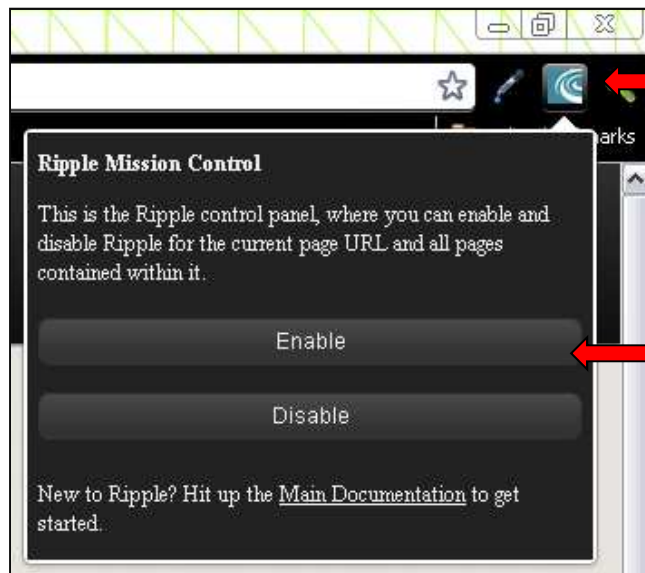 arks
Ripple Mission Control
This is the Ripple control panel, where you can enable and
disable Ripple for the current page URL and all pages
contained within it.
Enable
Disable
New to Ripple? Hit up the Main Documentation to get
started.